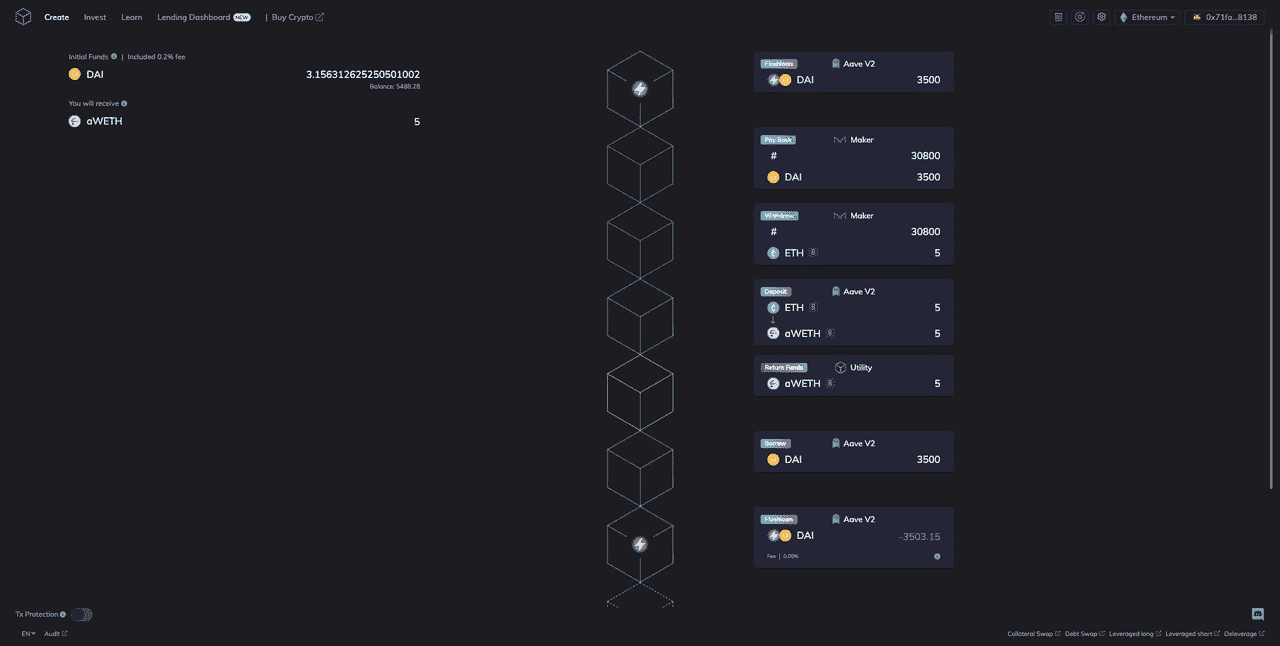 Create Invest Learn Lending Dashboard NEW | Buy Crypto Ethereum 0x71fa...8138
Initial Funds | Included 0.2% fee
DAI 3.156312625250501002
Balance: 5488.28
You will receive
aWETH 5
Flashloan Aave V2
DAI 3500
Pay Back Maker
# 30800
DAI 3500
Withdraw Maker
# 30800
ETH 5
Deposit Aave V2
ETH 5
aWETH 5
Return Funds Utility
aWETH 5
Borrow Aave V2
DAI 3500
Flashloan Aave V2
DAI -3503.15
Fee | 0.09%
Tx Protection
EN Audit
Collateral Swap Debt Swap Leveraged long Leveraged short Deleverage